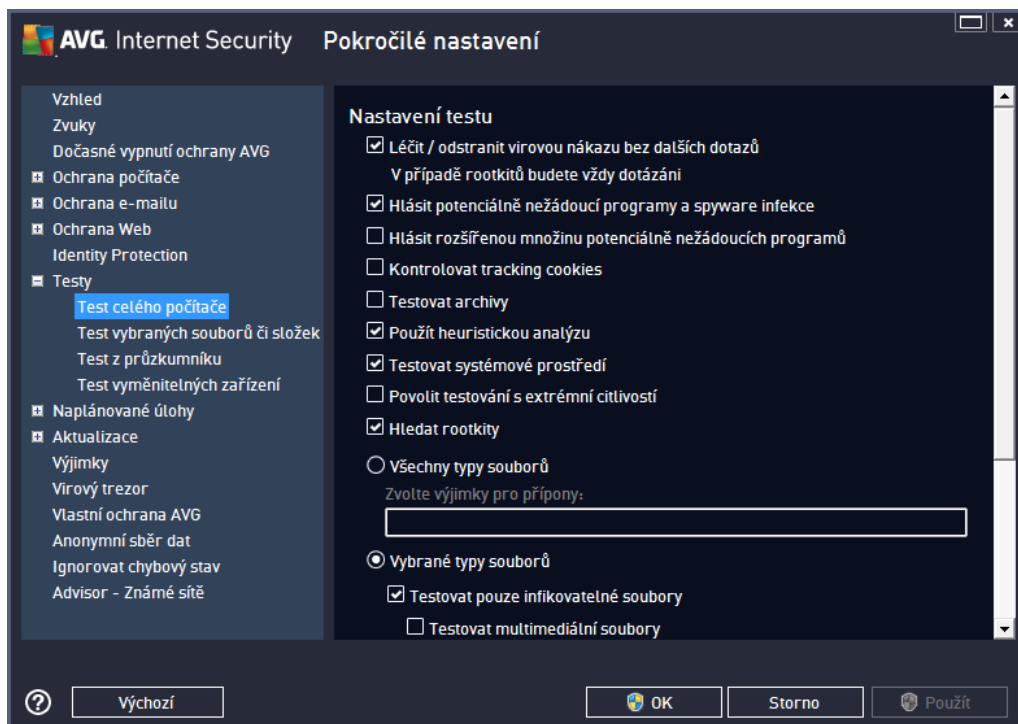 AVG. Internet Security Pokročilé nastavení
Vzhled
Zvuky
Dočasné vypnutí ochrany AVG
Ochrana počítače
Ochrana e-mailu
Ochrana Web
Identity Protection
Testy
Test celého počítače
Test vybraných souborů či složek
Test z průzkumníku
Test vyměnitelných zařízení
Naplánované úlohy
Aktualizace
Výjimky
Virový trezor
Vlastní ochrana AVG
Anonymní sběr dat
Ignorovat chybový stav
Advisor - Známé sítě
Nastavení testu
Léčit / odstranit virovou nákazu bez dalších dotazů
V případě rootkitů budete vždy dotázáni
Hlásit potenciálně nežádoucí programy a spyware infekce
Hlásit rozšířenou množinu potenciálně nežádoucích programů
Kontrolovat tracking cookies
Testovat archivy
Použít heuristickou analýzu
Testovat systémové prostředí
Povolit testování s extrémní citlivostí
Hledat rootkity
Všechny typy souborů
Zvolte výjimky pro přípony:
Vybrané typy souborů
Testovat pouze infikovatelné soubory
Testovat multimediální soubory
Výchozí
OK
Storno
Použít